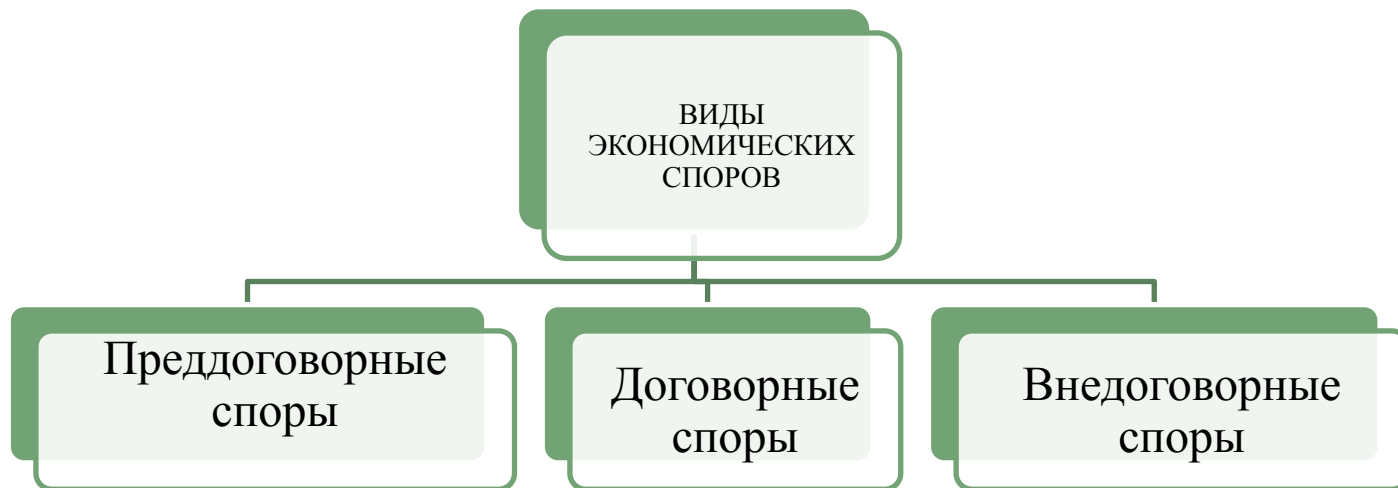 ВИДЫ
ЭКОНОМИЧЕСКИХ
СПОРОВ
Преддоговорные
споры
Договорные
споры
Внедоговорные
споры